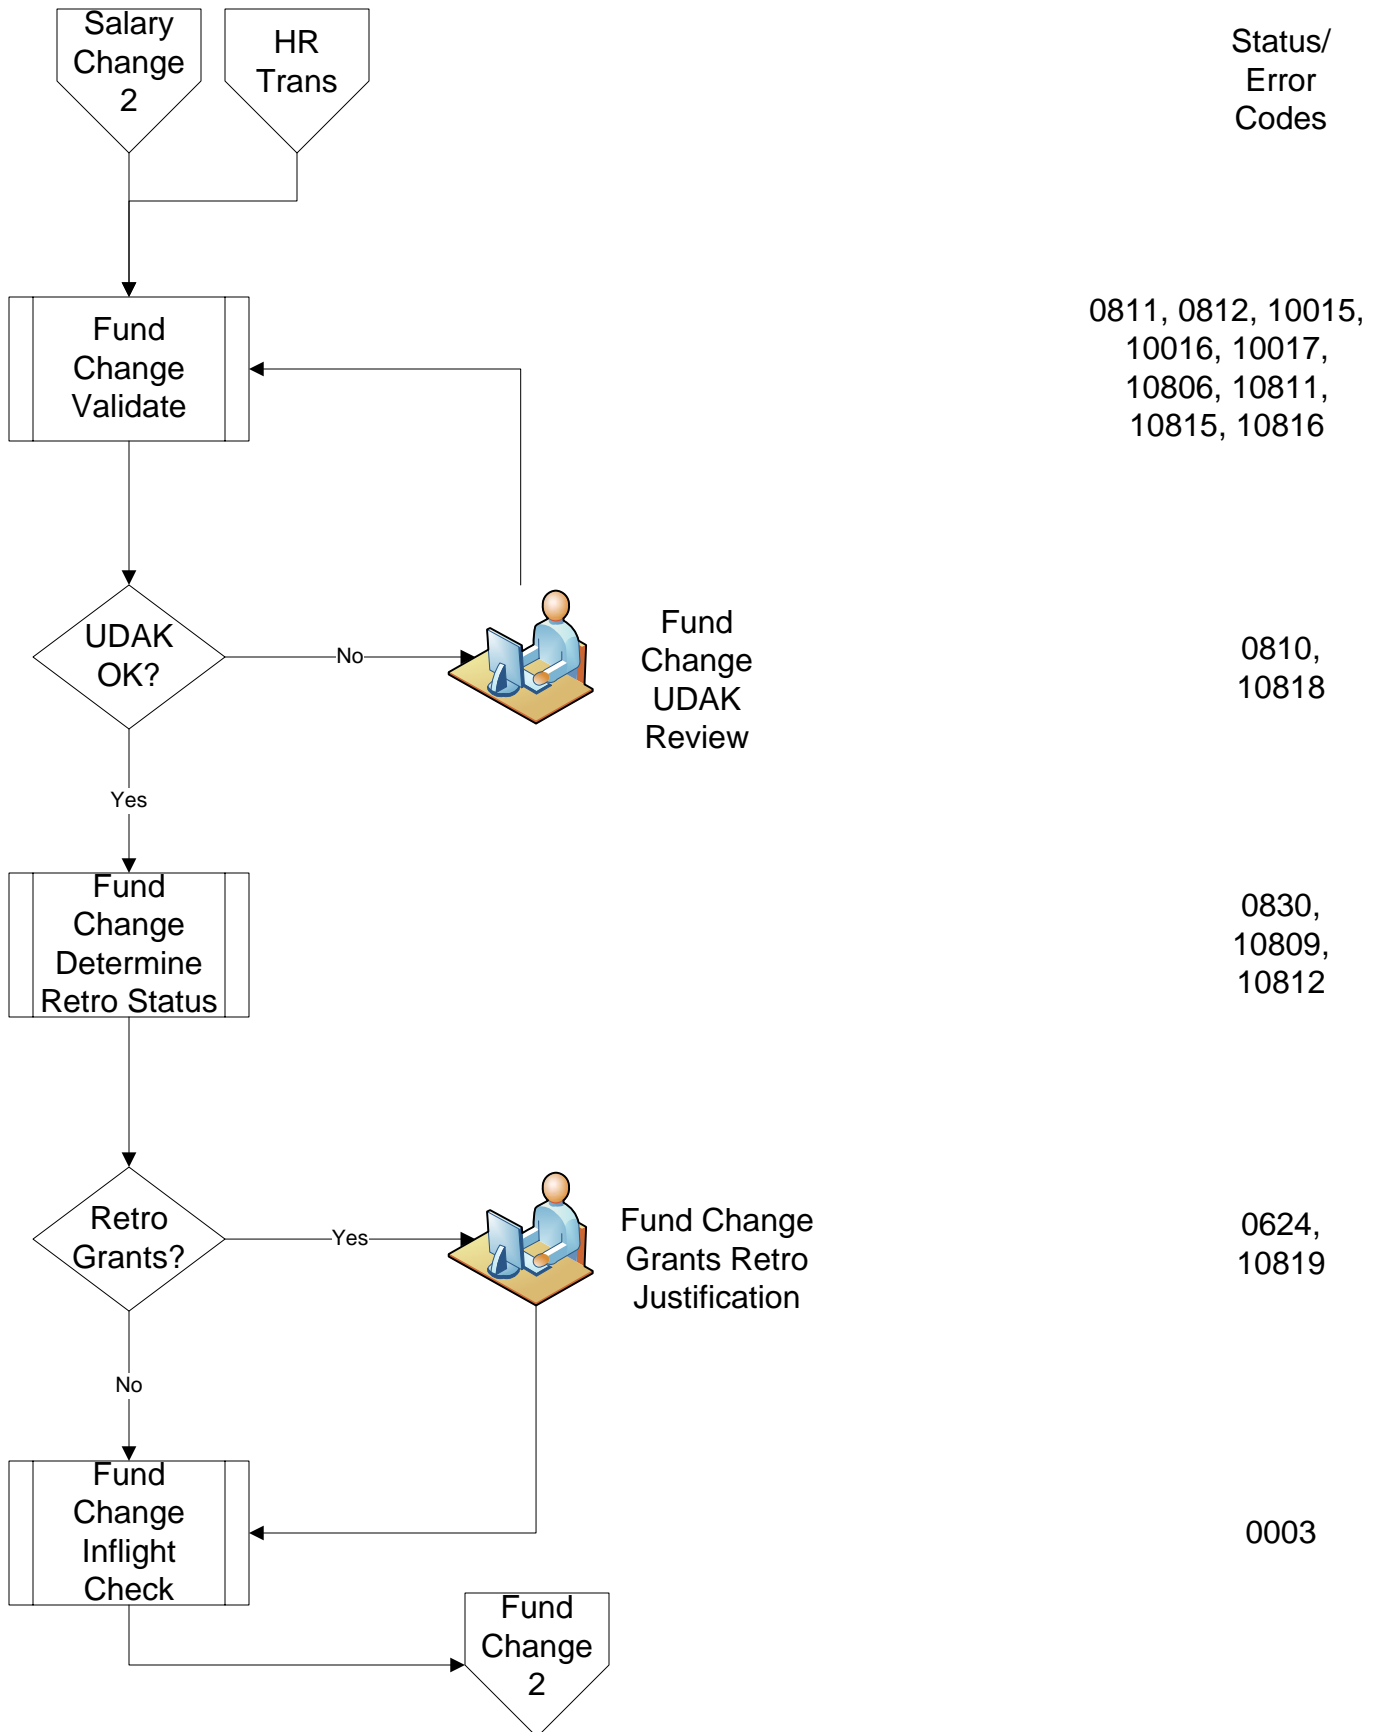 Salary
Change
2
HR
Trans
Status/
Error
Codes
Fund
Change
Validate
0811, 0812, 10015,
10016, 10017,
10806, 10811,
10815, 10816
UDAK
OK?
No
Fund
Change
UDAK
Review
0810,
10818
Yes
Fund
Change
Determine
Retro Status
0830,
10809,
10812
Retro
Grants?
Yes
Fund Change
Grants Retro
Justification
0624,
10819
No
Fund
Change
Inflight
Check
0003
Fund
Change
2